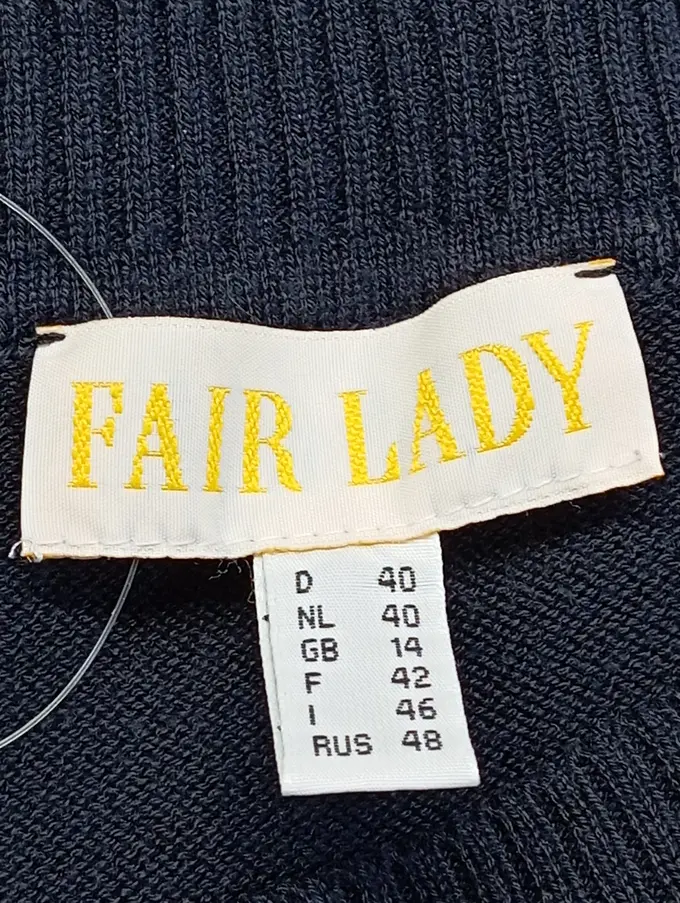 FAIR LADY
D 40
NL 40
GB 14
F 42
I 46
RUS 48